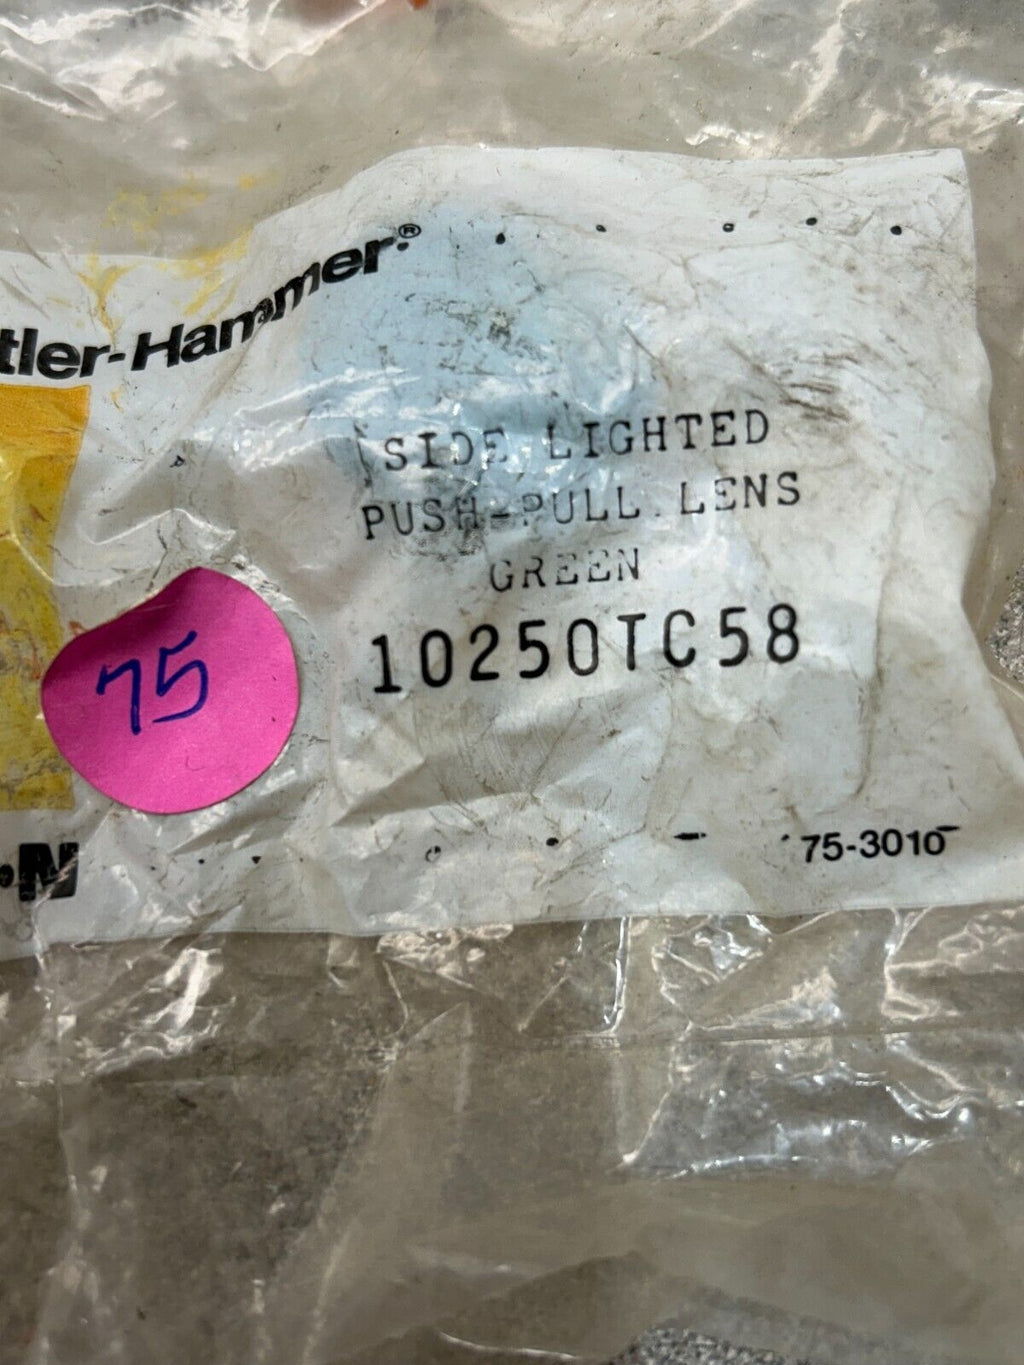 tler-Hammer®
SIDE LIGHTED
PUSH-PULL LENS
GREEN
10250TC58
75
·N
75-3010